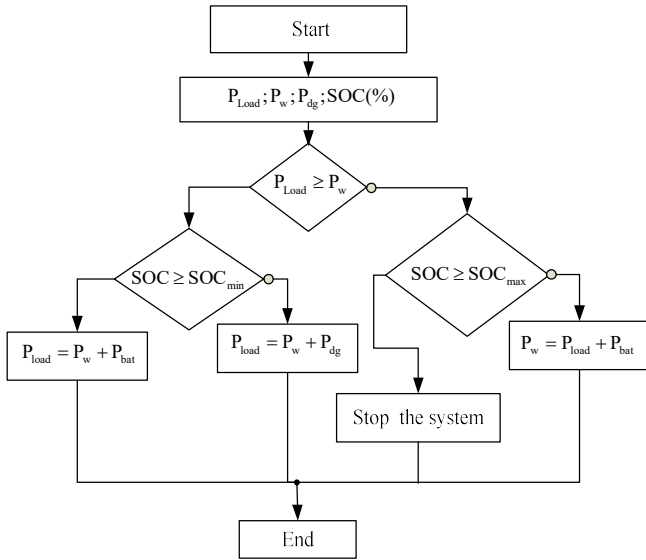 Start
P_Load; P_w; P_dg; SOC(%)
P_Load ≥ P_w
SOC ≥ SOC_min
SOC ≥ SOC_max
P_load = P_w + P_bat
P_load = P_w + P_dg
P_w = P_load + P_bat
Stop the system
End